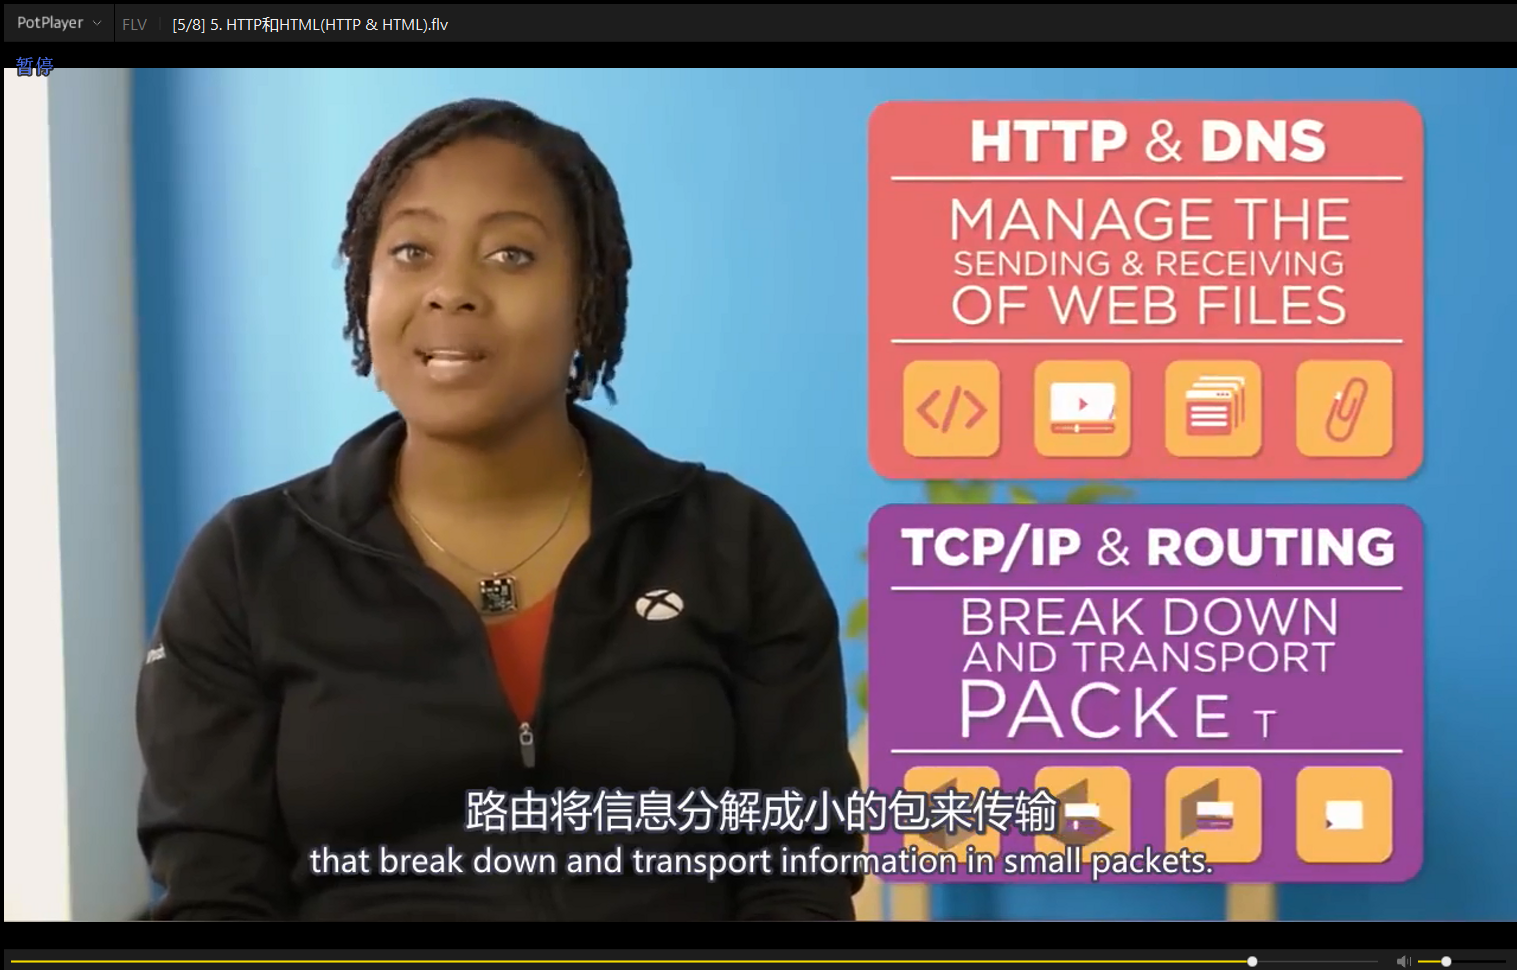 PotPlayer
FLV
[5/8] 5. HTTP和HTML(HTTP & HTML).flv
暂停
HTTP & DNS
MANAGE THE
SENDING & RECEIVING
OF WEB FILES
</>
TCP/IP & ROUTING
BREAK DOWN
AND TRANSPORT
PACKET
路由将信息分解成小的包来传输
that break down and transport information in small packets.